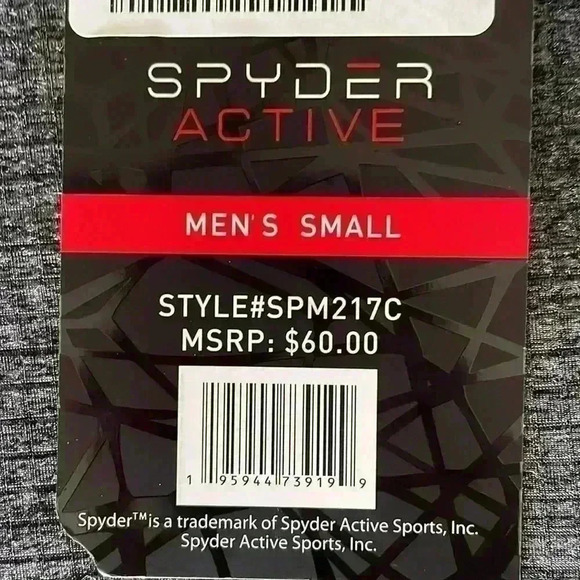 SPYDER
ACTIVE
MEN'S SMALL
STYLE#SPM217C
MSRP: $60.00
1 95944 73919 9
Spyder™is a trademark of Spyder Active Sports, Inc.
Spyder Active Sports, Inc.